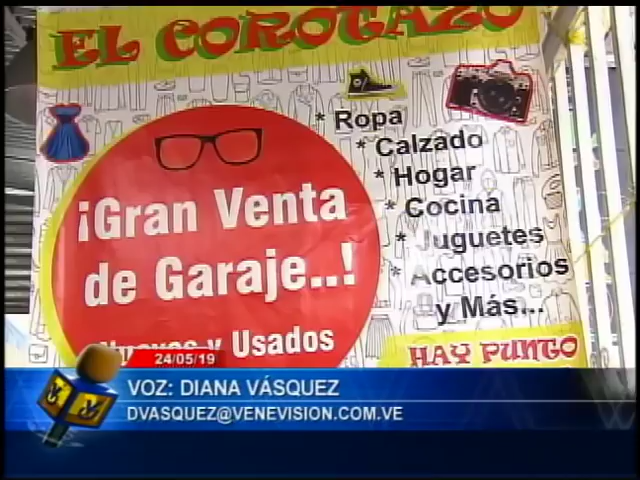 EL COROTAZO
* Ropa
* Calzado
* Hogar
* Cocina
* Juguetes
* Accesorios
y Más...
¡Gran Venta
de Garaje..!
Nuevos y Usados
HAY PUNTO
24/05/19
VOZ: DIANA VÁSQUEZ
DVASQUEZ@VENEVISION.COM.VE